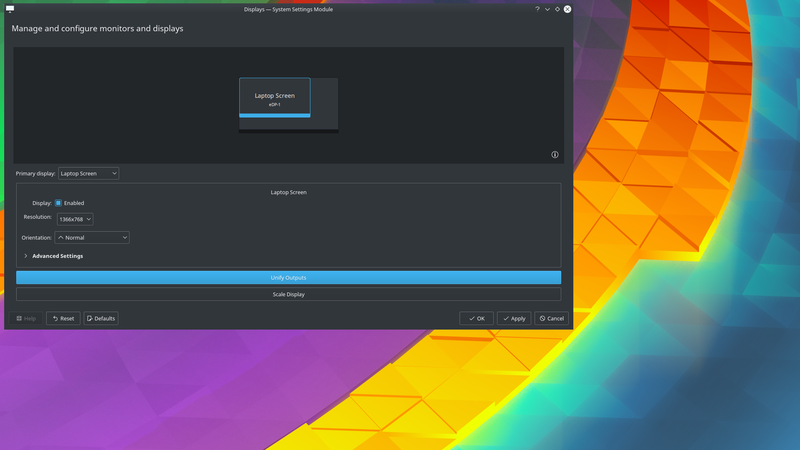 Displays — System Settings Module
Manage and configure monitors and displays
Laptop Screen
eDP-1
Primary display: Laptop Screen
Laptop Screen
Display: Enabled
Resolution: 1366x768
Orientation: Normal
Advanced Settings
Unify Outputs
Scale Display
Help Reset Defaults OK Apply Cancel